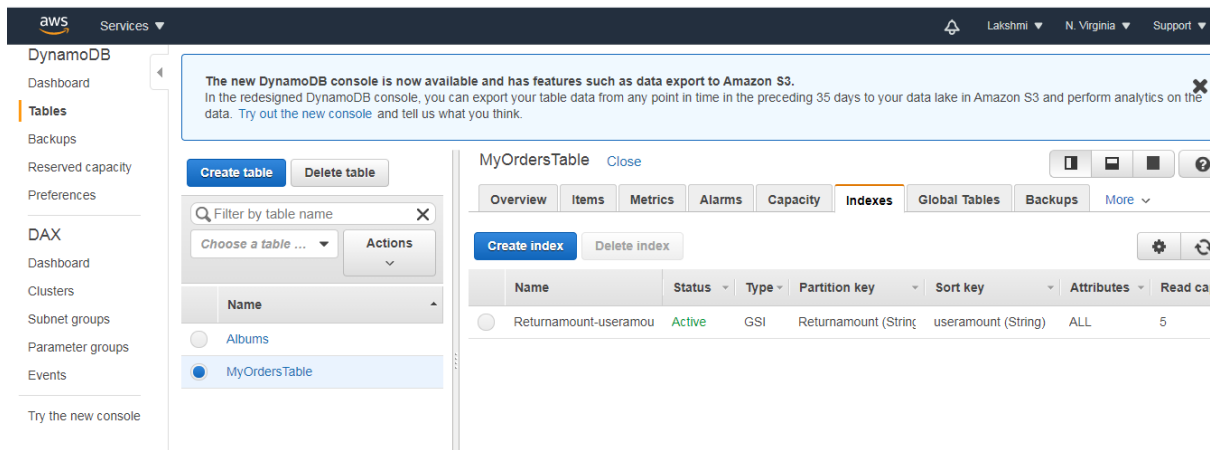 aws Services Lakshmi N. Virginia Support
DynamoDB
Dashboard
Tables
Backups
Reserved capacity
Preferences
DAX
Dashboard
Clusters
Subnet groups
Parameter groups
Events
Try the new console
The new DynamoDB console is now available and has features such as data export to Amazon S3.
In the redesigned DynamoDB console, you can export your table data from any point in time in the preceding 35 days to your data lake in Amazon S3 and perform analytics on the
data. Try out the new console and tell us what you think.
Create table Delete table
Filter by table name
Choose a table ... Actions
Name
Albums
MyOrdersTable
MyOrdersTable Close
Overview Items Metrics Alarms Capacity Indexes Global Tables Backups More
Create index Delete index
Name Status Type Partition key Sort key Attributes Read ca
Returnamount-useramou Active GSI Returnamount (String useramount (String) ALL 5